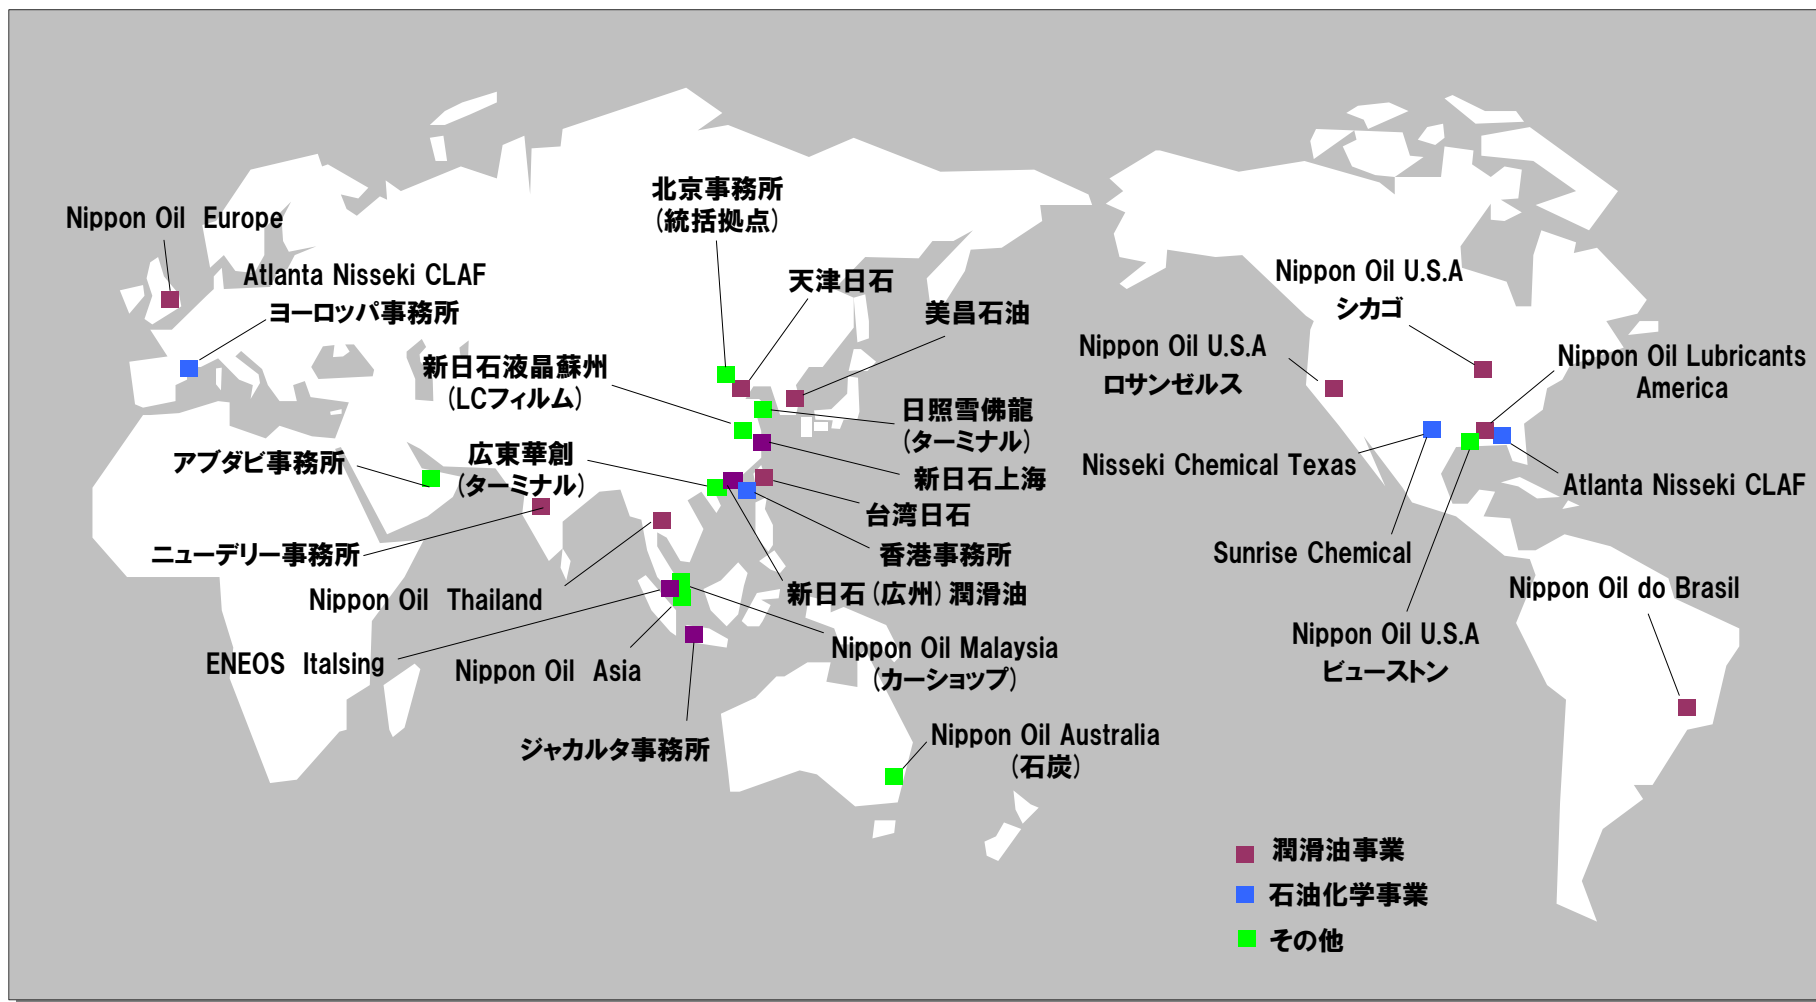 北京事務所
(統括拠点)
Nippon Oil Europe
Atlanta Nisseki CLAF
ヨーロッパ事務所
天津日石
美昌石油
新日石液晶蘇州
(LCフィルム)
日照雪佛龍
(ターミナル)
アブダビ事務所
広東華創
(ターミナル)
新日石上海
台湾日石
ニューデリー事務所
香港事務所
Nippon Oil Thailand
新日石(広州)潤滑油
ENEOS Italsing
Nippon Oil Asia
Nippon Oil Malaysia
(カーショップ)
ジャカルタ事務所
Nippon Oil Australia
(石炭)
Nippon Oil U.S.A
シカゴ
Nippon Oil U.S.A
ロサンゼルス
Nippon Oil Lubricants
America
Nisseki Chemical Texas
Atlanta Nisseki CLAF
Sunrise Chemical
Nippon Oil do Brasil
Nippon Oil U.S.A
ビューストン
潤滑油事業
石油化学事業
その他